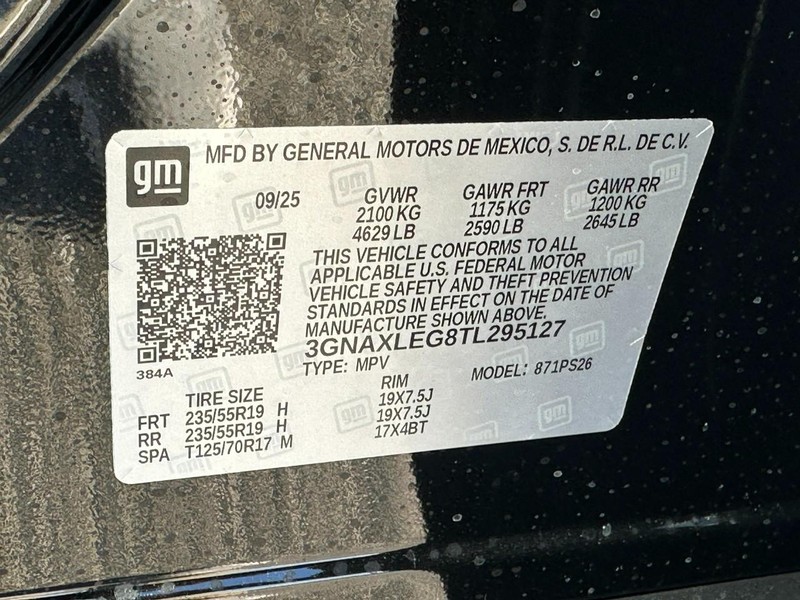 gm MFD BY GENERAL MOTORS DE MEXICO, S. DE R.L. DE C.V.
09/25 GVWR GAWR FRT GAWR RR
2100 KG 1175 KG 1200 KG
4629 LB 2590 LB 2645 LB
THIS VEHICLE CONFORMS TO ALL
APPLICABLE U.S. FEDERAL MOTOR
VEHICLE SAFETY AND THEFT PREVENTION
STANDARDS IN EFFECT ON THE DATE OF
MANUFACTURE SHOWN ABOVE.
3GNAXLEG8TL295127
384A
TYPE: MPV MODEL: 871PS26
TIRE SIZE RIM
FRT 235/55R19 H 19X7.5J
RR 235/55R19 H 19X7.5J
SPA T125/70R17 M 17X4BT